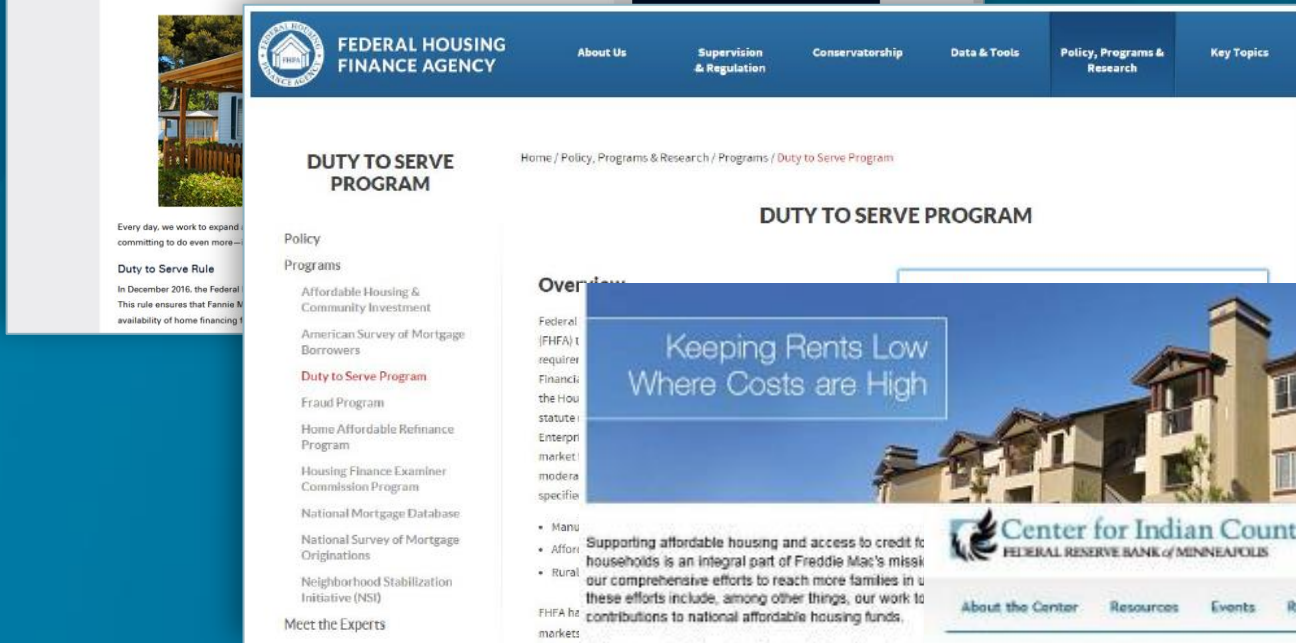 FEDERAL HOUSING
FINANCE AGENCY
About Us
Supervision
& Regulation
Conservatorship
Data & Tools
Policy, Programs &
Research
Key Topics
DUTY TO SERVE
PROGRAM
Home / Policy, Programs & Research / Programs / Duty to Serve Program
DUTY TO SERVE PROGRAM
Every day, we work to expand
committing to do even more—
Duty to Serve Rule
In December 2016, the Federal
This rule ensures that Fannie M
availability of home financing f
Policy
Programs
Affordable Housing &
Community Investment
American Survey of Mortgage
Borrowers
Duty to Serve Program
Fraud Program
Home Affordable Refinance
Program
Housing Finance Examiner
Commission Program
National Mortgage Database
National Survey of Mortgage
Originations
Neighborhood Stabilization
Initiative (NSI)
Meet the Experts
Overview
Federal
(FHFA) t
requirer
Financia
the Hou
statute
Enterpri
market
modera
specifie
• Manu
• Affor
• Rural
FHFA ha
markets
Keeping Rents Low
Where Costs are High
Supporting affordable housing and access to credit fo
households is an integral part of Freddie Mac's missi
our comprehensive efforts to reach more families in u
these efforts include, among other things, our work to
contributions to national affordable housing funds.
Center for Indian Count
FEDERAL RESERVE BANK of MINNEAPOLIS
About the Center
Resources
Events
R